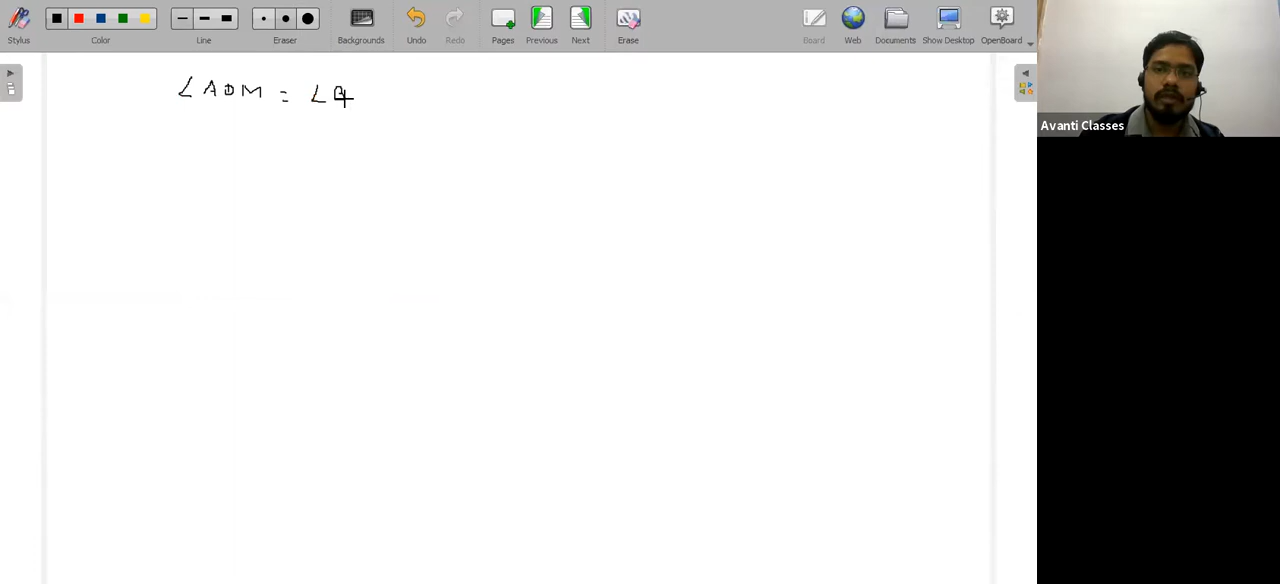 Stylus
Color
Line
Eraser
Backgrounds
Undo
Redo
Pages
Previous
Next
Erase
Board
Web
Documents
Show Desktop
OpenBoard
∠ADM = ∠B
Avanti Classes